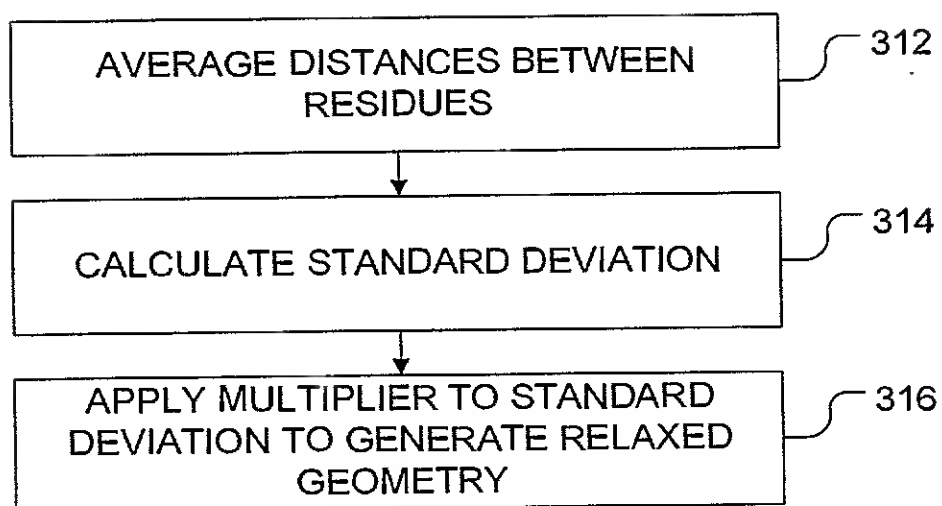 AVERAGE DISTANCES BETWEEN
RESIDUES
312
CALCULATE STANDARD DEVIATION
314
APPLY MULTIPLIER TO STANDARD
DEVIATION TO GENERATE RELAXED
GEOMETRY
316